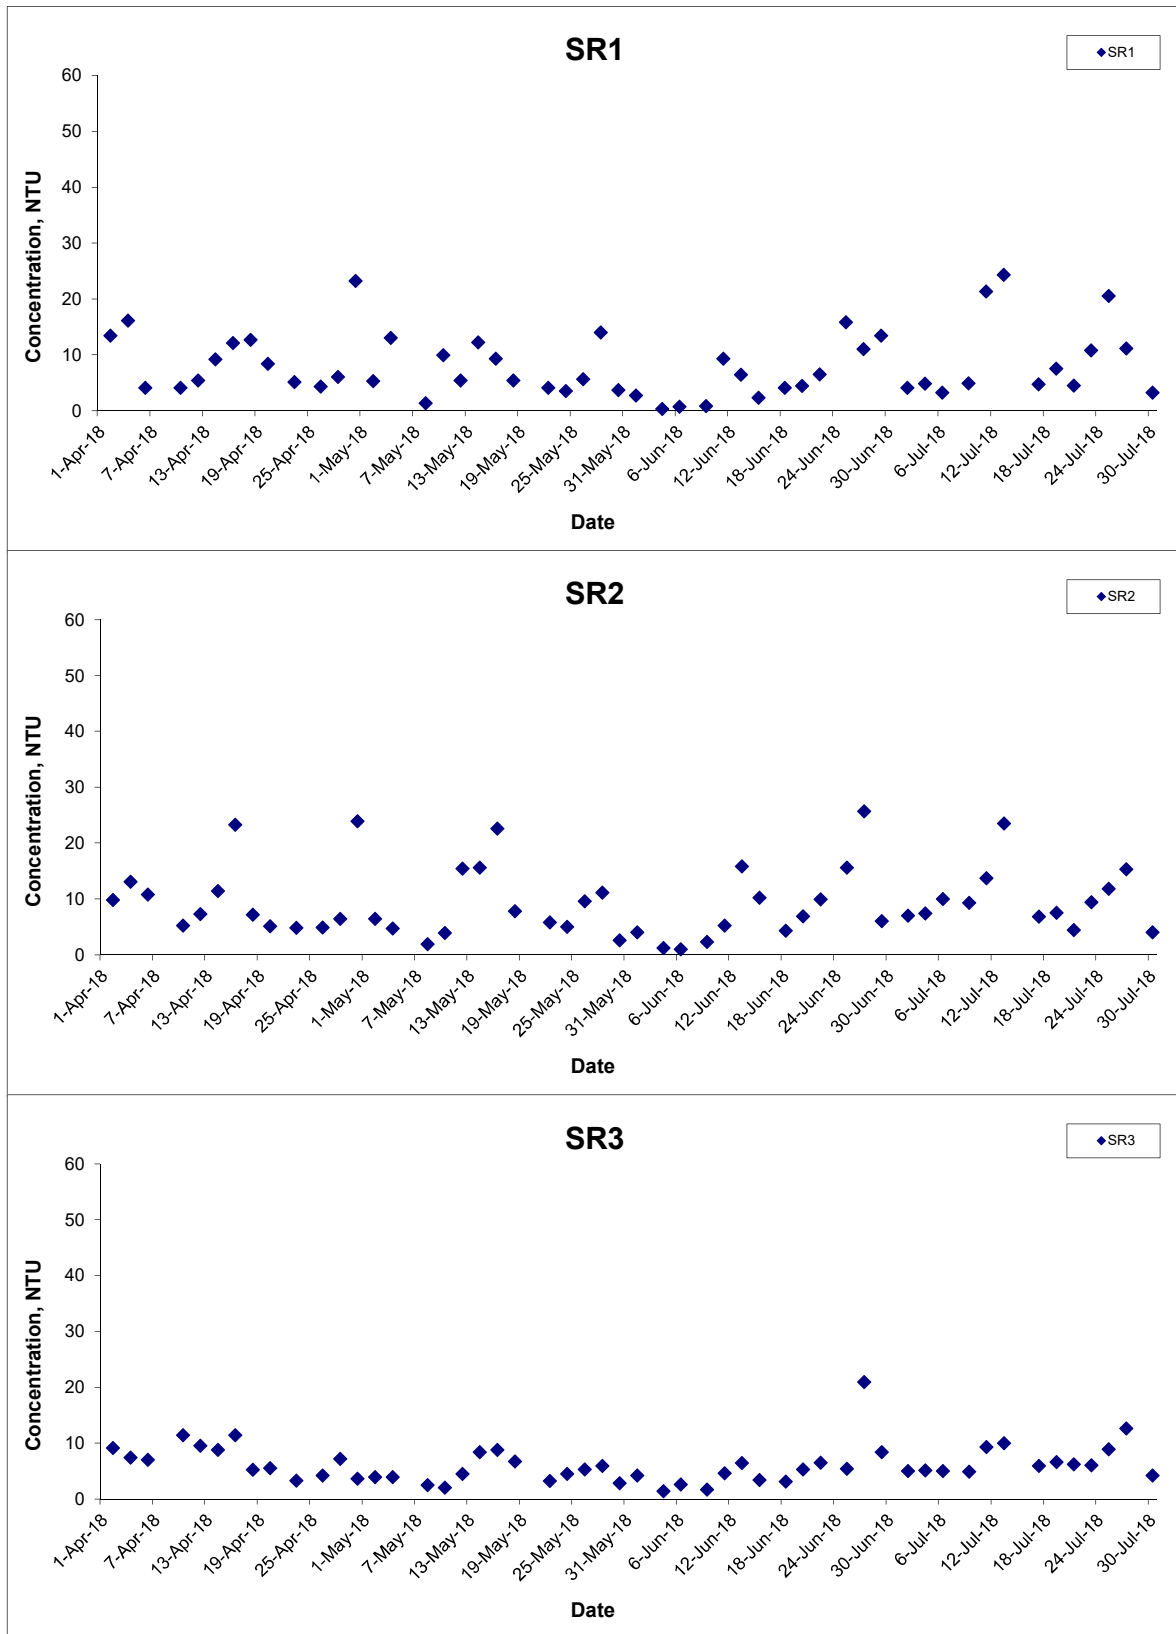 SR1
SR1
60
50
40
30
20
10
0
Concentration, NTU
1-Apr-18
7-Apr-18
13-Apr-18
19-Apr-18
25-Apr-18
1-May-18
7-May-18
13-May-18
19-May-18
25-May-18
31-May-18
6-Jun-18
12-Jun-18
18-Jun-18
24-Jun-18
30-Jun-18
6-Jul-18
12-Jul-18
18-Jul-18
24-Jul-18
30-Jul-18
Date
SR2
SR2
60
50
40
30
20
10
0
Concentration, NTU
1-Apr-18
7-Apr-18
13-Apr-18
19-Apr-18
25-Apr-18
1-May-18
7-May-18
13-May-18
19-May-18
25-May-18
31-May-18
6-Jun-18
12-Jun-18
18-Jun-18
24-Jun-18
30-Jun-18
6-Jul-18
12-Jul-18
18-Jul-18
24-Jul-18
30-Jul-18
Date
SR3
SR3
60
50
40
30
20
10
0
Concentration, NTU
1-Apr-18
7-Apr-18
13-Apr-18
19-Apr-18
25-Apr-18
1-May-18
7-May-18
13-May-18
19-May-18
25-May-18
31-May-18
6-Jun-18
12-Jun-18
18-Jun-18
24-Jun-18
30-Jun-18
6-Jul-18
12-Jul-18
18-Jul-18
24-Jul-18
30-Jul-18
Date